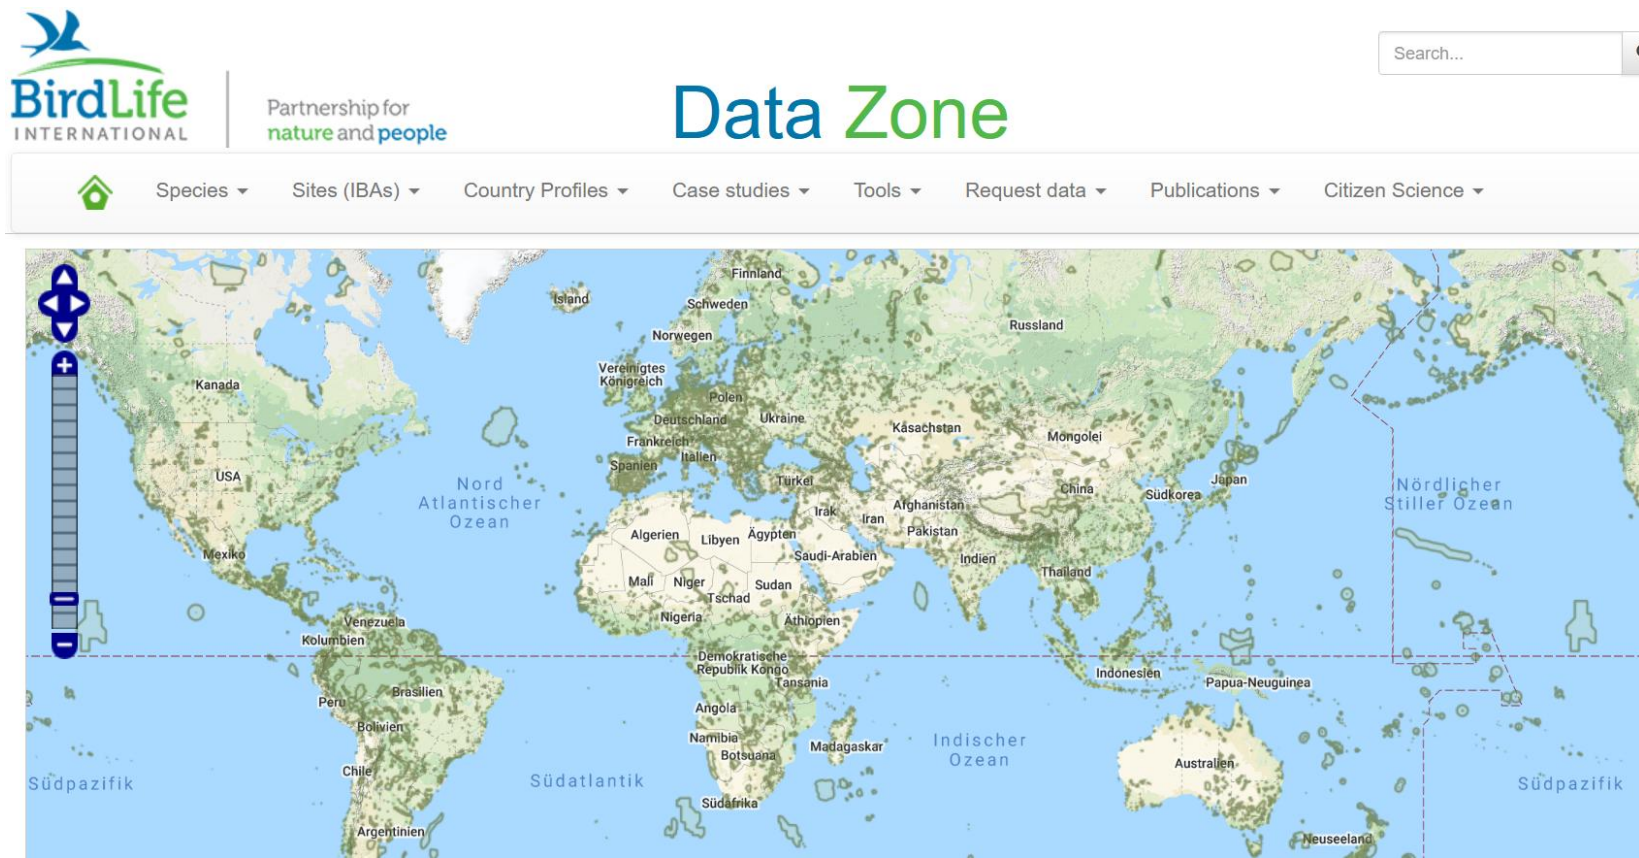 Search...
BirdLife
INTERNATIONAL
Partnership for
nature and people
Data Zone
Species
Sites (IBAs)
Country Profiles
Case studies
Tools
Request data
Publications
Citizen Science
Finnland
Island
Schweden
Russland
Norwegen
Vereinigtes
Königreich
Kanada
Polen
Deutschland
Ukraine
Kasachstan
Mongolei
Frankreich
Italien
Spanien
USA
Türkei
Nord
Atlantischer
Ozean
China
Südkorea
Japan
Nördlicher
Stiller Ozean
Afghanistan
Irak
Iran
Pakistan
Algerien
Libyen
Ägypten
Saudi-Arabien
Indien
Mexiko
Thailand
Mali
Niger
Sudan
Tschad
Nigeria
Äthiopien
Venezuela
Kolumbien
Demokratische
Republik Kongo
Tansania
Indonesien
Papua-Neuguinea
Brasilien
Peru
Angola
Bolivien
Namibia
Botsuana
Madagaskar
Indischer
Ozean
Australien
Chile
Südpazifik
Südatlantik
Südpazifik
Südafrika
Argentinien
Neuseeland